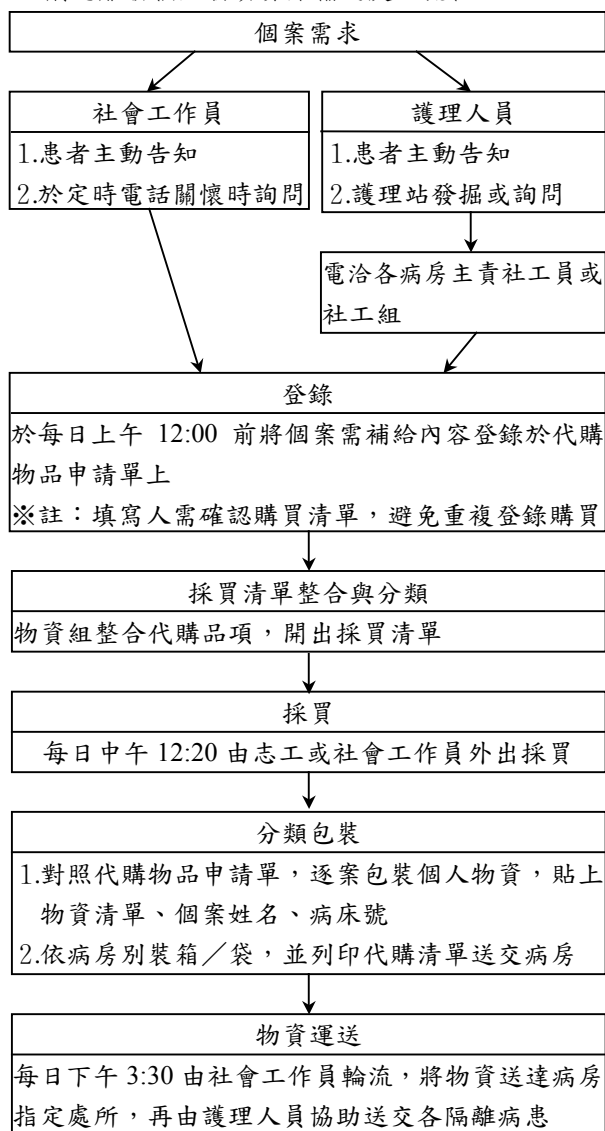 個案需求
社會工作員
1.患者主動告知
2.於定時電話關懷時詢問
護理人員
1.患者主動告知
2.護理站發掘或詢問
電洽各病房主責社工員或
社工組
登錄
於每日上午 12:00 前將個案需補給內容登錄於代購
物品申請單上
※註：填寫人需確認購買清單，避免重複登錄購買
採買清單整合與分類
物資組整合代購品項，開出採買清單
採買
每日中午 12:20 由志工或社會工作員外出採買
分類包裝
1.對照代購物品申請單，逐案包裝個人物資，貼上
物資清單、個案姓名、病床號
2.依病房別裝箱／袋，並列印代購清單送交病房
物資運送
每日下午 3:30 由社會工作員輪流，將物資送達病房
指定處所，再由護理人員協助送交各隔離病患